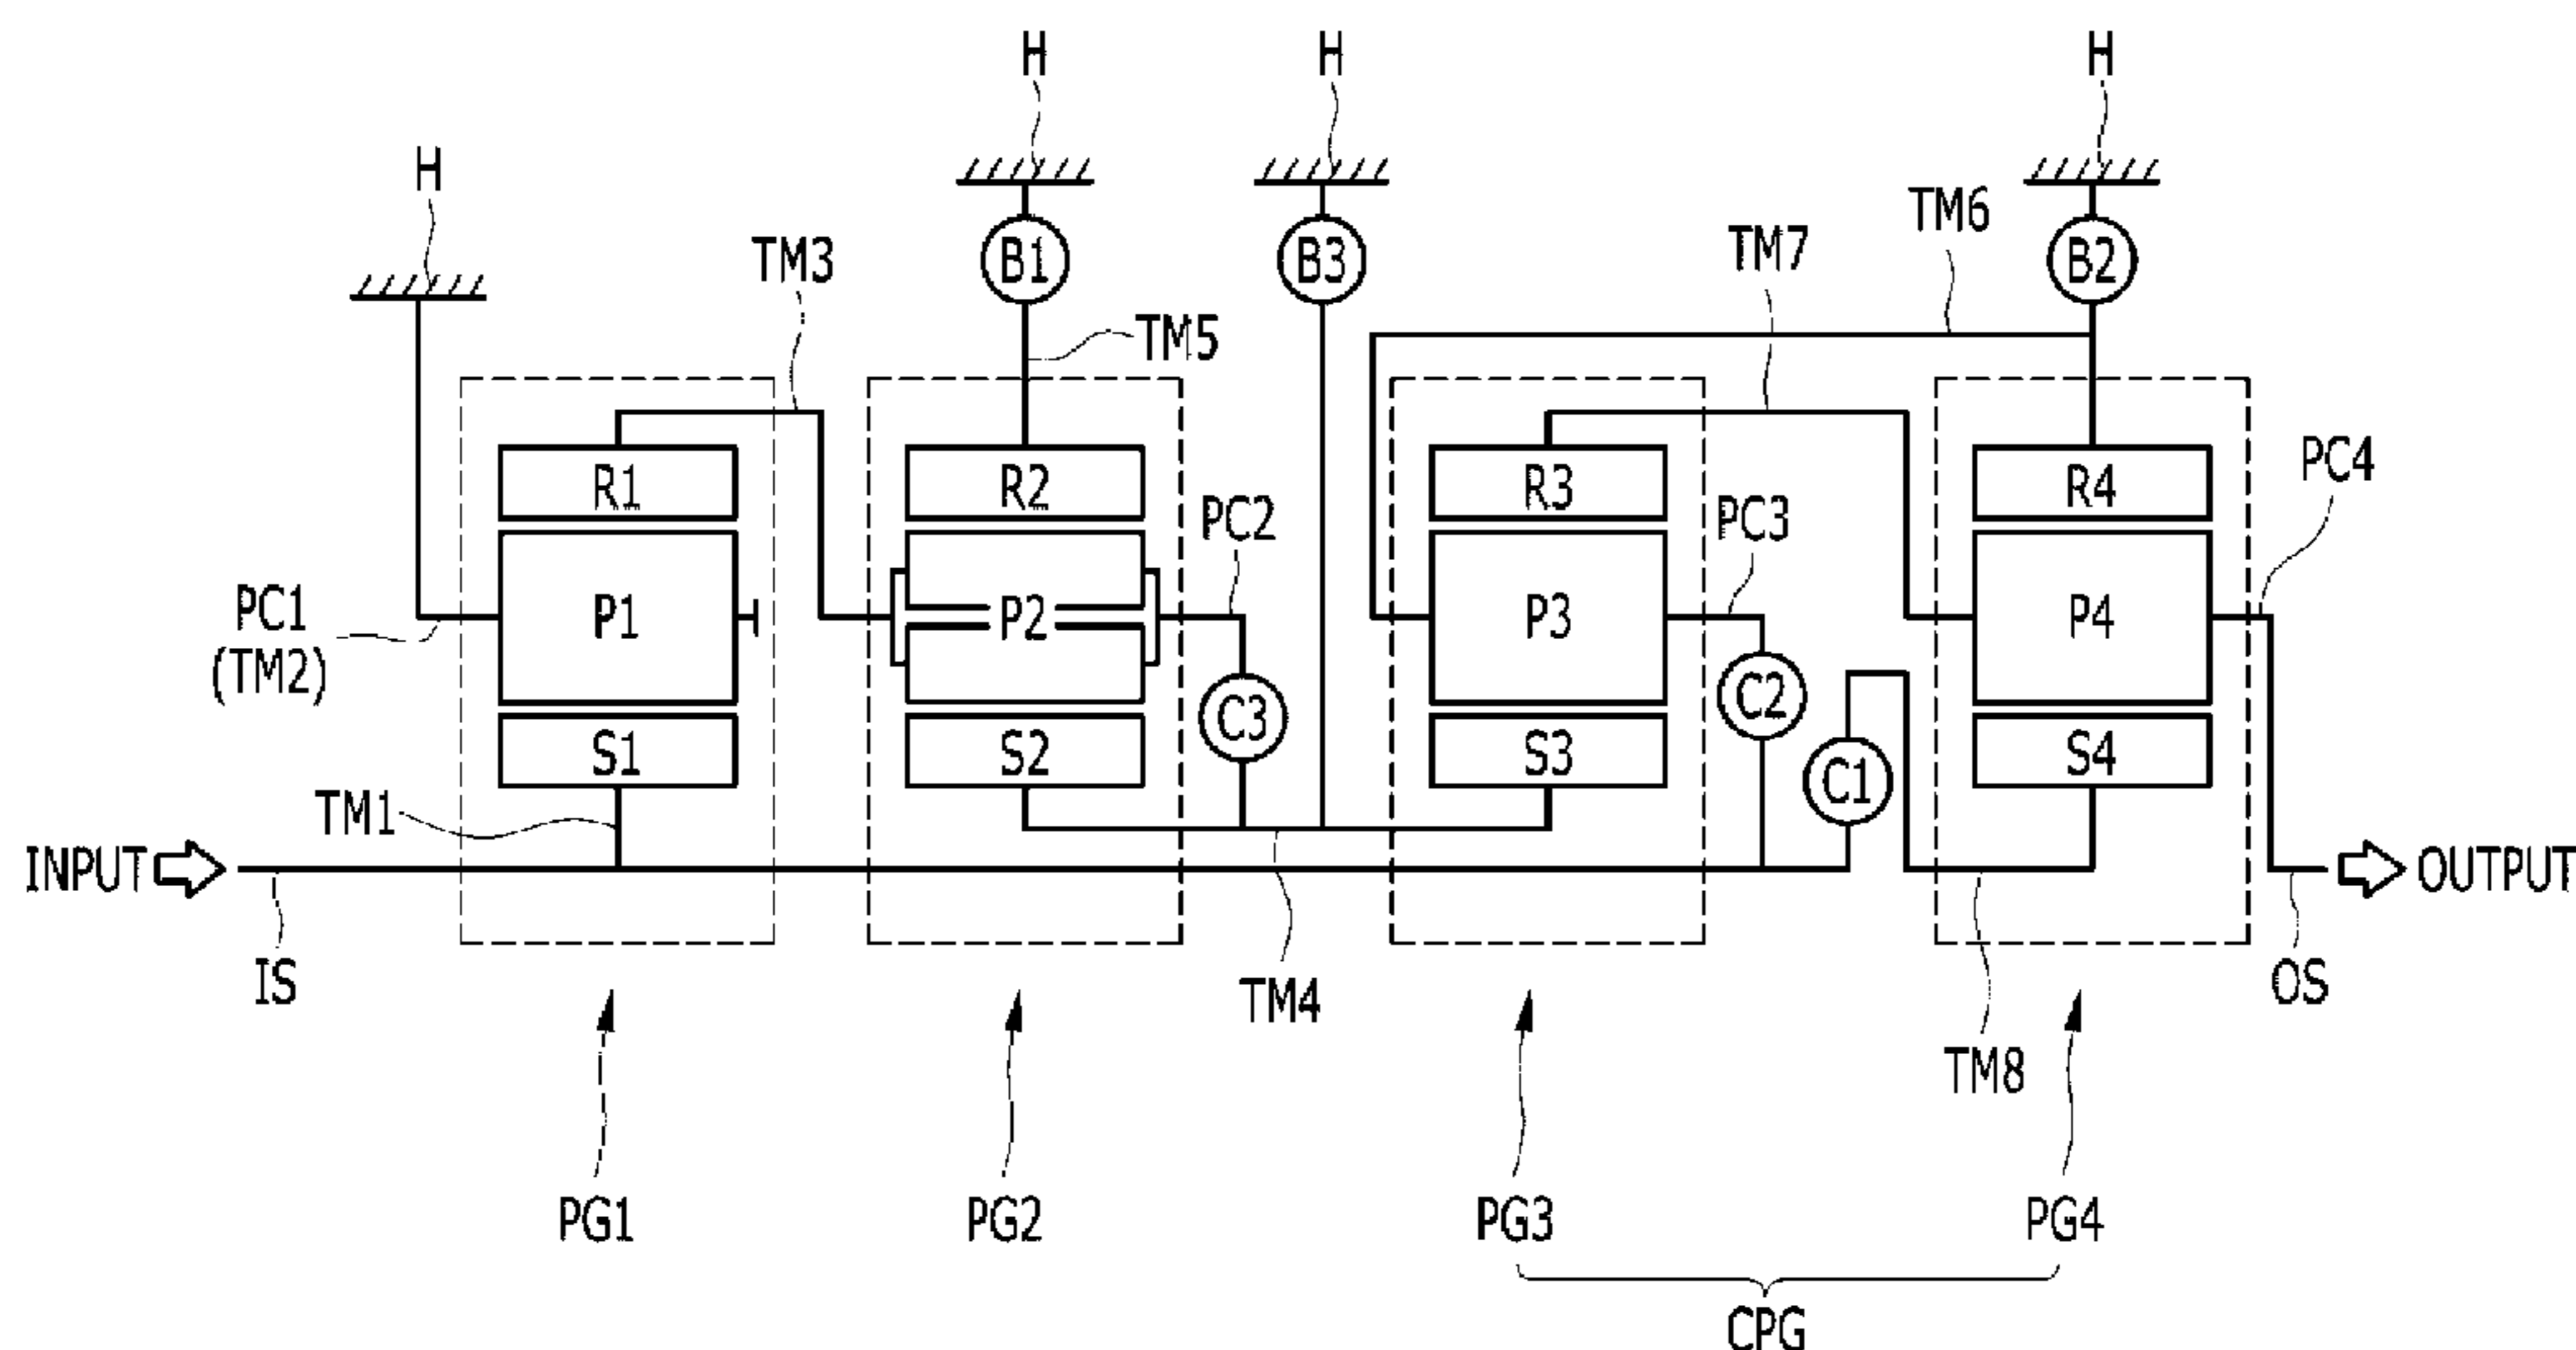 H
H
H
H
TM3
B1
B3
TM7
TM6
B2
TM5
R1
R2
PC2
R3
PC3
R4
PC4
PC1
(TM2)
P1
P2
P3
P4
C3
C2
C1
S1
S2
S3
S4
TM1
INPUT
OUTPUT
IS
TM4
TM8
OS
PG1
PG2
PG3
PG4
CPG